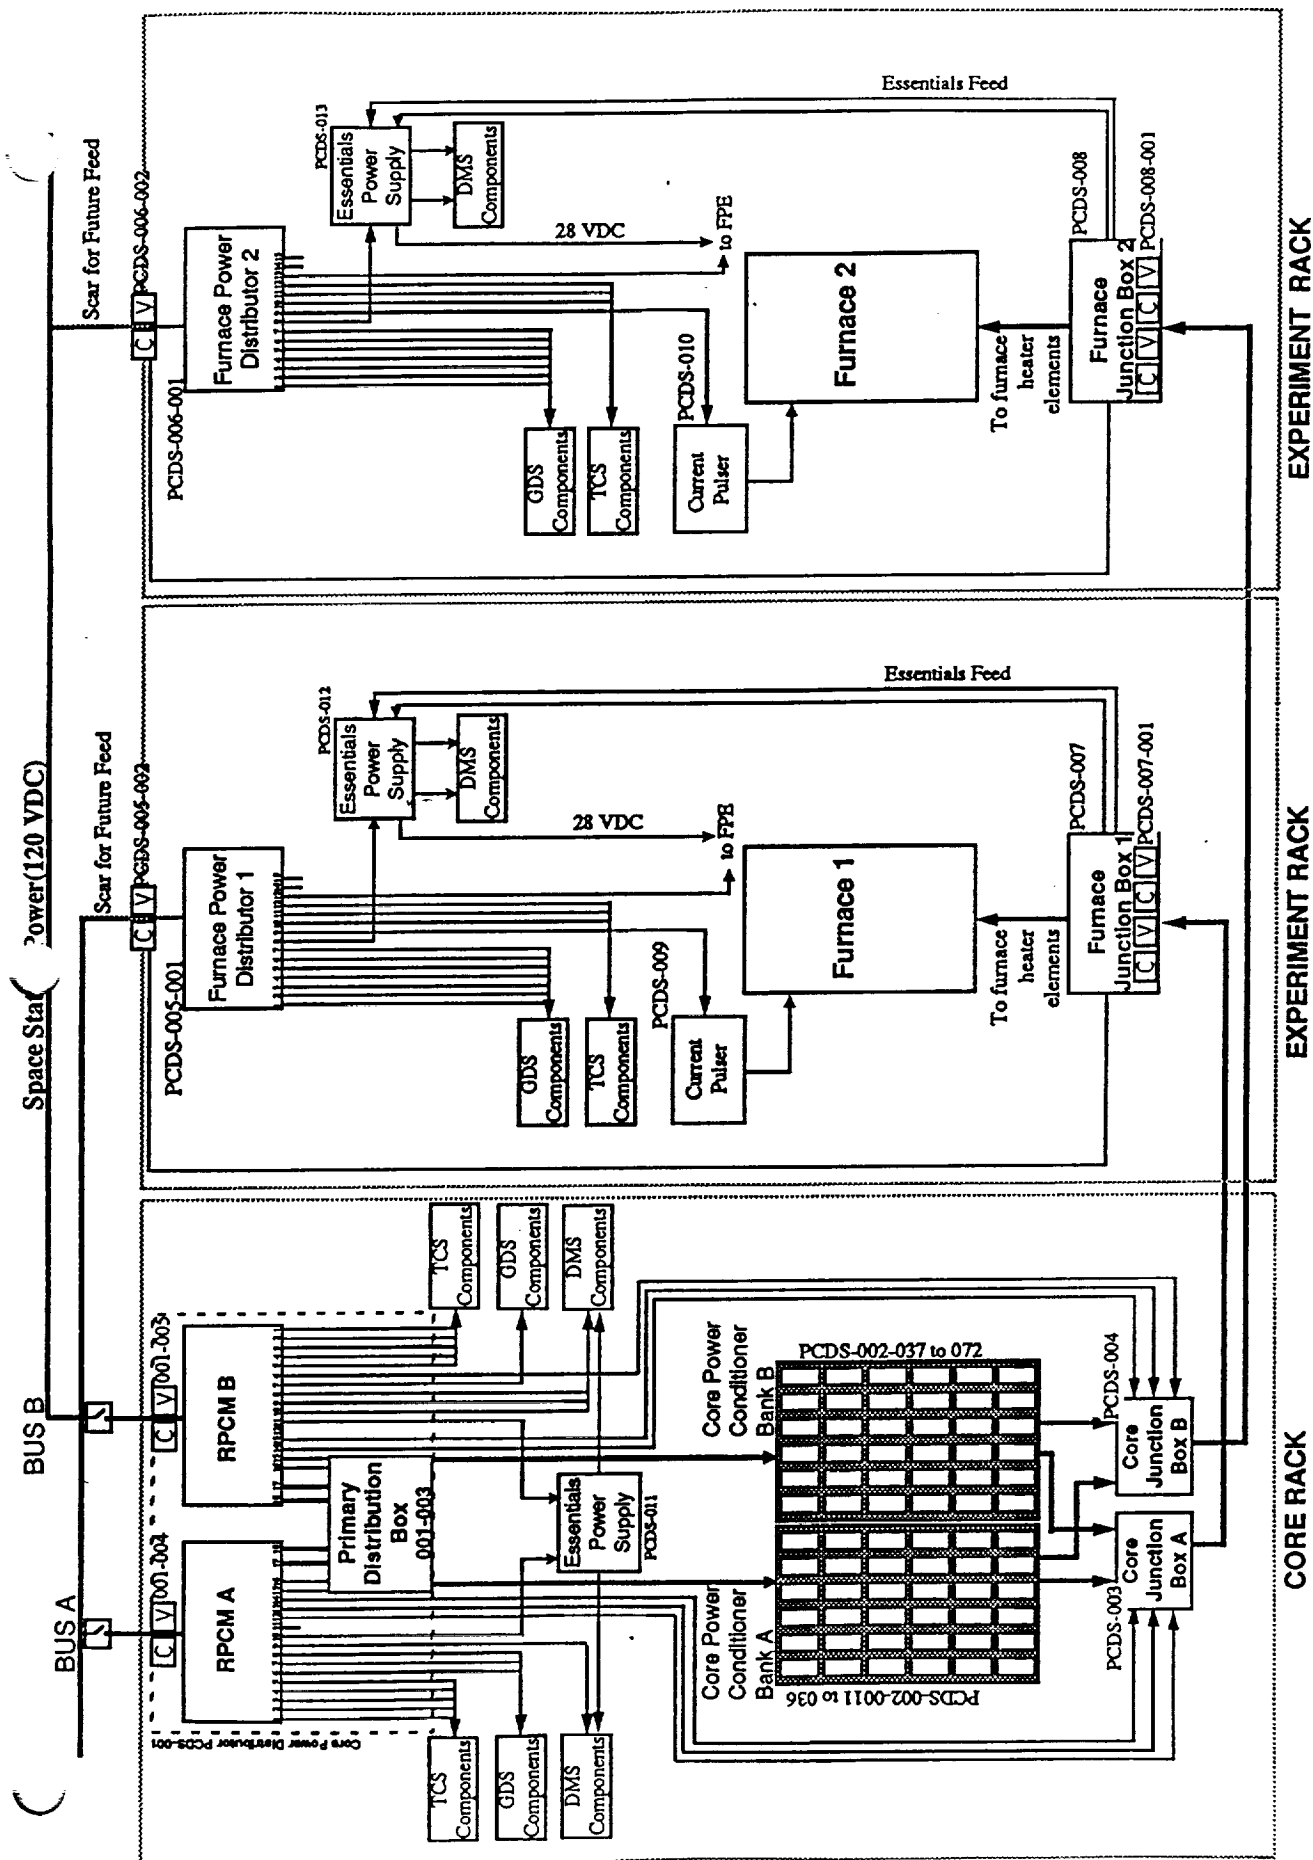 Space Stat
Power(120 VDC)
BUS A
BUS B
Scar for Future Feed
Scar for Future Feed
C V 001-004
C V 001-005
C V PCDS-005-002
C V PCDS-006-002
Core Power Distributor PCDS-001
RPCM A
RPCM B
Primary
Distribution
Box
001-003
TCS
Components
GDS
Components
DMS
Components
TCS
Components
GDS
Components
DMS
Components
Essentials
Power
Supply
PCDS-011
Core Power
Conditioner
Bank A
PCDS-002-0011 to 036
Core Power
Conditioner
Bank B
PCDS-002-037 to 072
PCDS-003
Core
Junction
Box A
PCDS-004
Core
Junction
Box B
CORE RACK
PCDS-005-001
Furnace Power
Distributor 1
PCDS-012
Essentials
Power
Supply
DMS
Components
GDS
Components
TCS
Components
28 VDC
to FPE
PCDS-009
Current
Pulser
Furnace 1
Essentials Feed
To furnace
heater
elements
PCDS-007
Furnace
Junction Box 1
C V C V PCDS-007-001
EXPERIMENT RACK
PCDS-006-001
Furnace Power
Distributor 2
PCDS-013
Essentials
Power
Supply
DMS
Components
GDS
Components
TCS
Components
28 VDC
to FPE
PCDS-010
Current
Pulser
Furnace 2
Essentials Feed
To furnace
heater
elements
PCDS-008
Furnace
Junction Box 2
C V C V PCDS-008-001
EXPERIMENT RACK